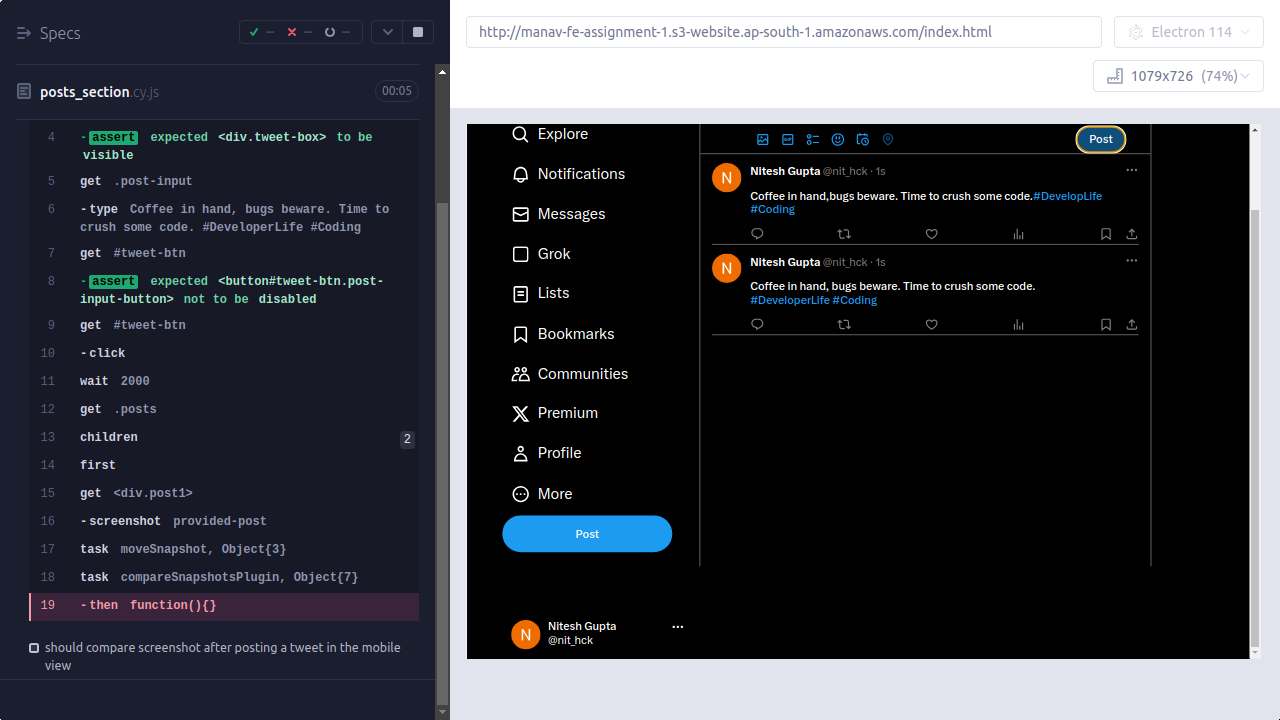 Specs
--
--
--
posts_section.cy.js
00:05
4 -assert expected <div.tweet-box> to be
visible
5 get .post-input
6 -type Coffee in hand, bugs beware. Time to
crush some code. #DeveloperLife #Coding
7 get #tweet-btn
8 -assert expected <button#tweet-btn.post-
input-button> not to be disabled
9 get #tweet-btn
10 -click
11 wait 2000
12 get .posts
13 children 2
14 first
15 get <div.post1>
16 -screenshot provided-post
17 task moveSnapshot, Object{3}
18 task compareSnapshotsPlugin, Object{7}
19 -then function(){}
should compare screenshot after posting a tweet in the mobile
view
http://manav-fe-assignment-1.s3-website.ap-south-1.amazonaws.com/index.html
Electron 114
1079x726 (74%)
Explore
Notifications
Messages
Grok
Lists
Bookmarks
Communities
Premium
Profile
More
Post
Nitesh Gupta
@nit_hck
...
GIF
Post
N
Nitesh Gupta @nit_hck · 1s
...
Coffee in hand,bugs beware. Time to crush some code.#DevelopLife
#Coding
N
Nitesh Gupta @nit_hck · 1s
...
Coffee in hand, bugs beware. Time to crush some code.
#DeveloperLife #Coding
N